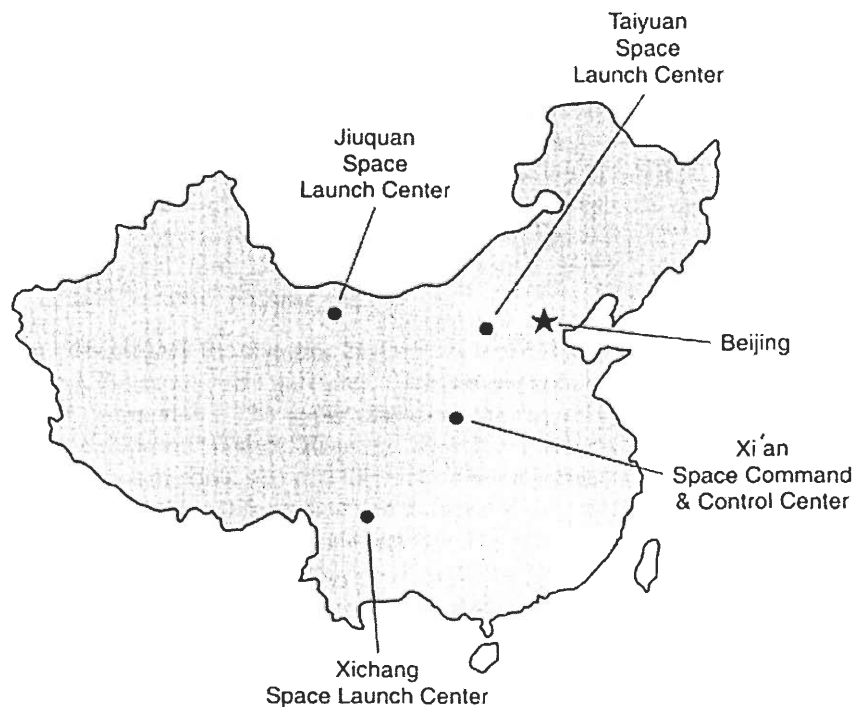 Taiyuan
Space
Launch Center
Jiuquan
Space
Launch Center
Beijing
Xi'an
Space Command
& Control Center
Xichang
Space Launch Center